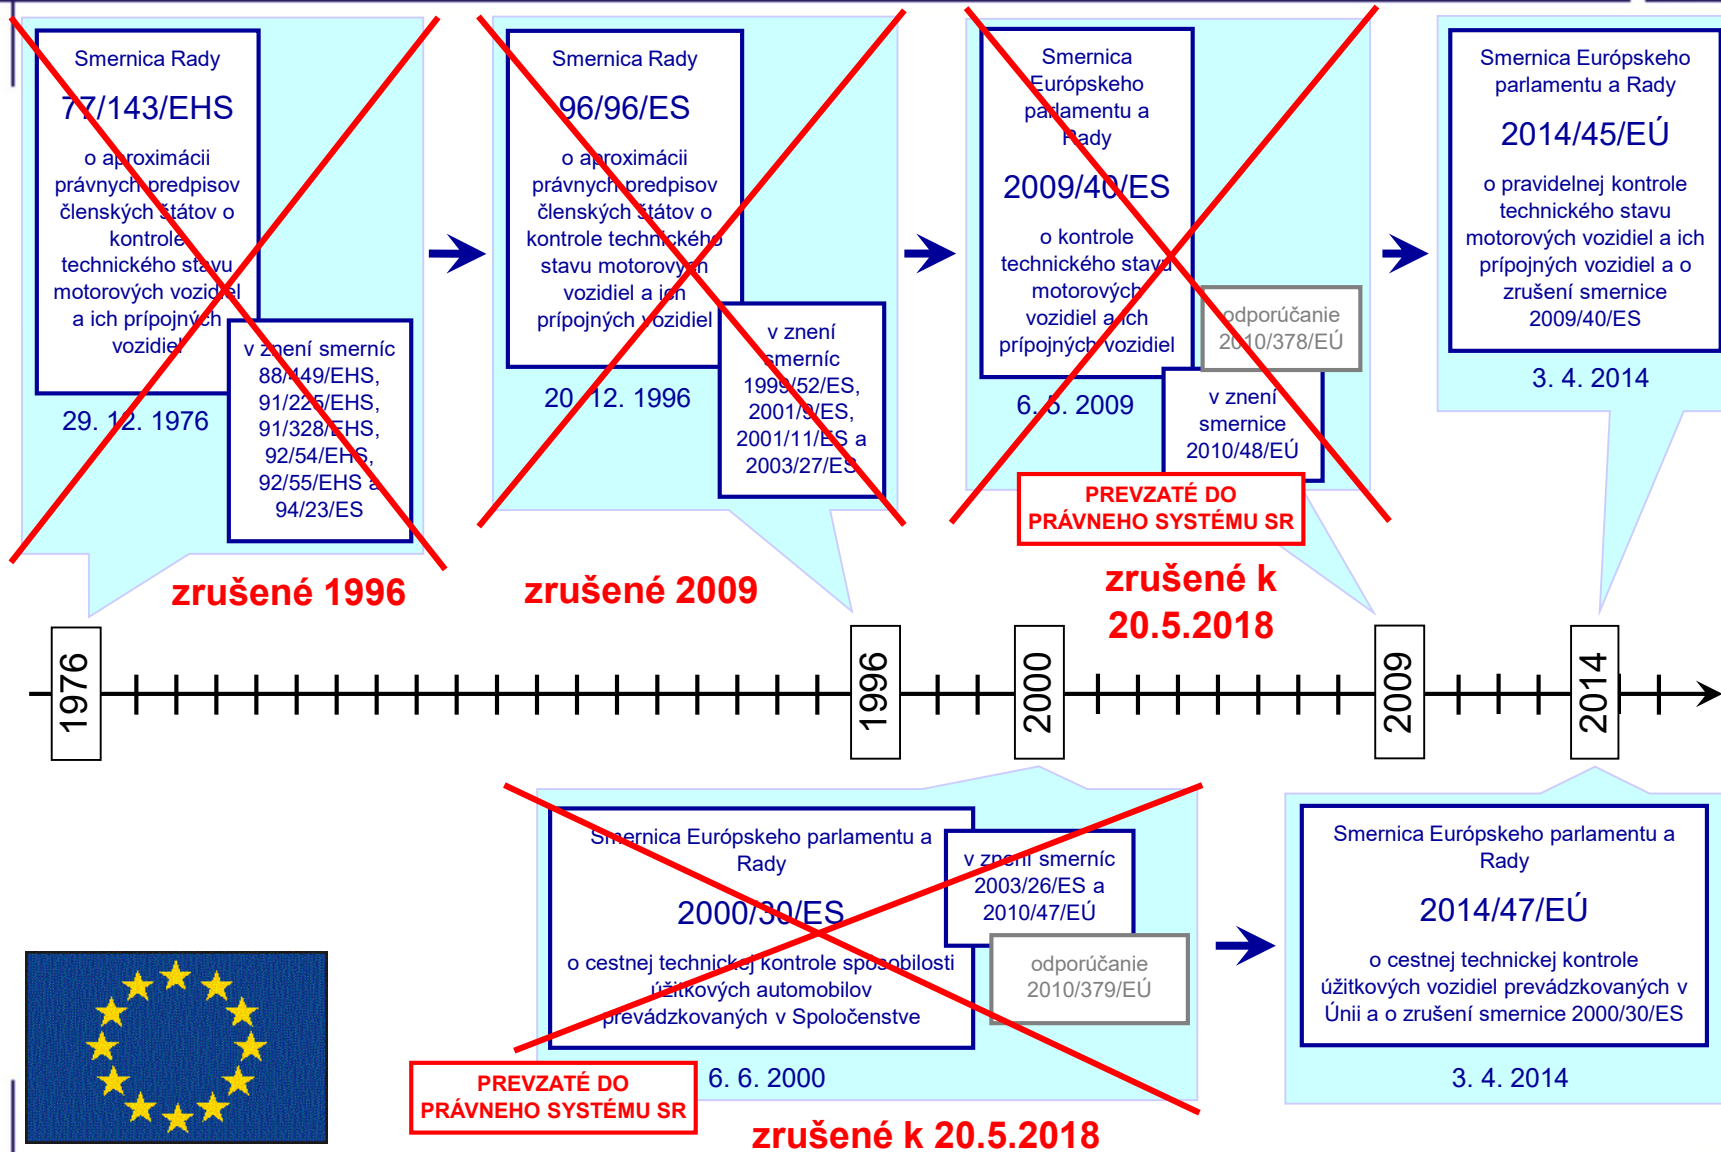 Smernica Rady
77/143/EHS
o aproximácii
právnych predpisov
členských štátov o
kontrole
technického stavu
motorových vozidiel
a ich prípojných
vozidiel
v znení smerníc
88/449/EHS,
91/225/EHS,
91/328/EHS,
92/54/EHS,
92/55/EHS a
94/23/ES
29. 12. 1976
zrušené 1996
Smernica Rady
96/96/ES
o aproximácii
právnych predpisov
členských štátov o
kontrole technického
stavu motorových
vozidiel a ich
prípojných vozidiel
v znení
smerníc
1999/52/ES,
2001/9/ES,
2001/11/ES a
2003/27/ES
20. 12. 1996
zrušené 2009
Smernica
Európskeho
parlamentu a
Rady
2009/40/ES
o kontrole
technického stavu
motorových
vozidiel a ich
prípojných vozidiel
odporúčanie
2010/378/EÚ
v znení
smernice
2010/48/EÚ
6. 5. 2009
PREVZATÉ DO
PRÁVNEHO SYSTÉMU SR
zrušené k
20.5.2018
Smernica Európskeho
parlamentu a Rady
2014/45/EÚ
o pravidelnej kontrole
technického stavu
motorových vozidiel a ich
prípojných vozidiel a o
zrušení smernice
2009/40/ES
3. 4. 2014
1976
1996
2000
2009
2014
Smernica Európskeho parlamentu a
Rady
2000/30/ES
o cestnej technickej kontrole spôsobilosti
úžitkových automobilov
prevádzkovaných v Spoločenstve
v znení smerníc
2003/26/ES a
2010/47/EÚ
odporúčanie
2010/379/EÚ
6. 6. 2000
PREVZATÉ DO
PRÁVNEHO SYSTÉMU SR
zrušené k 20.5.2018
Smernica Európskeho parlamentu a
Rady
2014/47/EÚ
o cestnej technickej kontrole
úžitkových vozidiel prevádzkovaných v
Únii a o zrušení smernice 2000/30/ES
3. 4. 2014